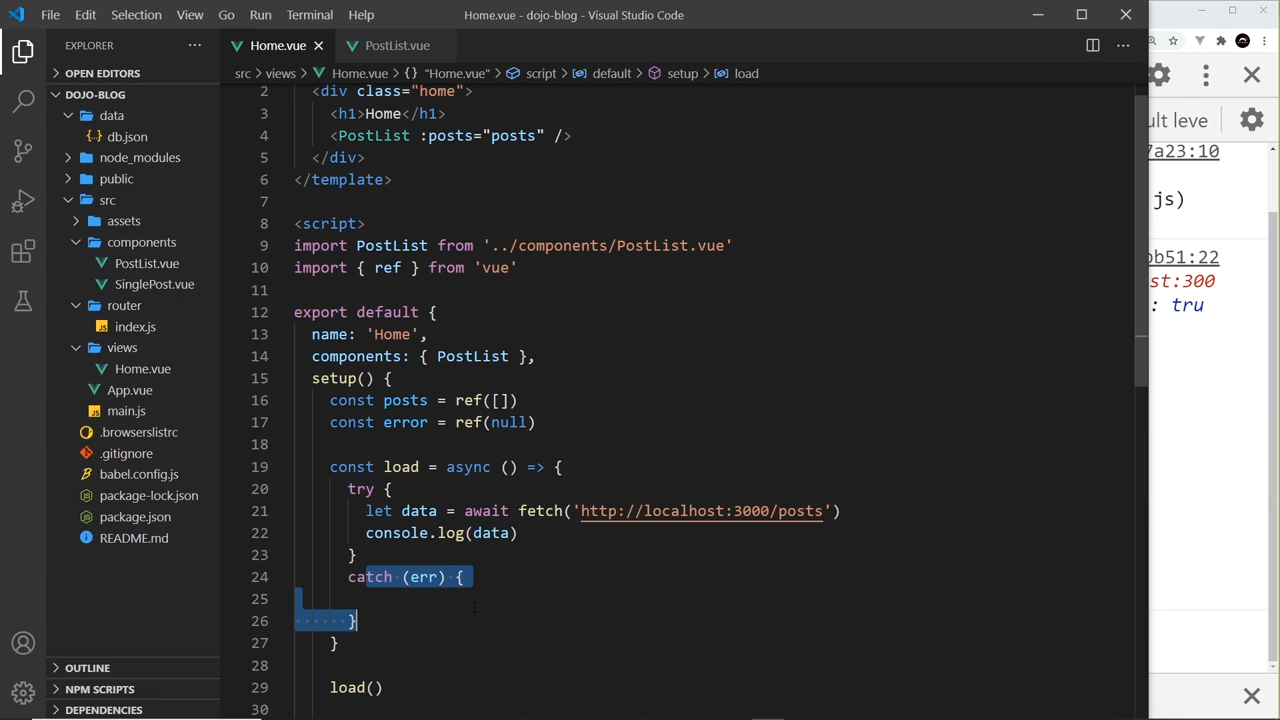 File Edit Selection View Go Run Terminal Help Home.vue - dojo-blog - Visual Studio Code
EXPLORER
Home.vue
PostList.vue
OPEN EDITORS
src > views > Home.vue > {} "Home.vue" > script > default > setup > load
DOJO-BLOG
data
db.json
node_modules
public
src
assets
components
PostList.vue
SinglePost.vue
router
index.js
views
Home.vue
App.vue
main.js
.browserslistrc
.gitignore
babel.config.js
package-lock.json
package.json
README.md
OUTLINE
NPM SCRIPTS
DEPENDENCIES
2 <div class="home">
3 <h1>Home</h1>
4 <PostList :posts="posts" />
5 </div>
6 </template>
7
8 <script>
9 import PostList from '../components/PostList.vue'
10 import { ref } from 'vue'
11
12 export default {
13 name: 'Home',
14 components: { PostList },
15 setup() {
16 const posts = ref([])
17 const error = ref(null)
18
19 const load = async () => {
20 try {
21 let data = await fetch('http://localhost:3000/posts')
22 console.log(data)
23 }
24 catch (err) {
25
26 }
27 }
28
29 load()
30
ult leve
7a23:10
js)
bb51:22
st:300
: tru